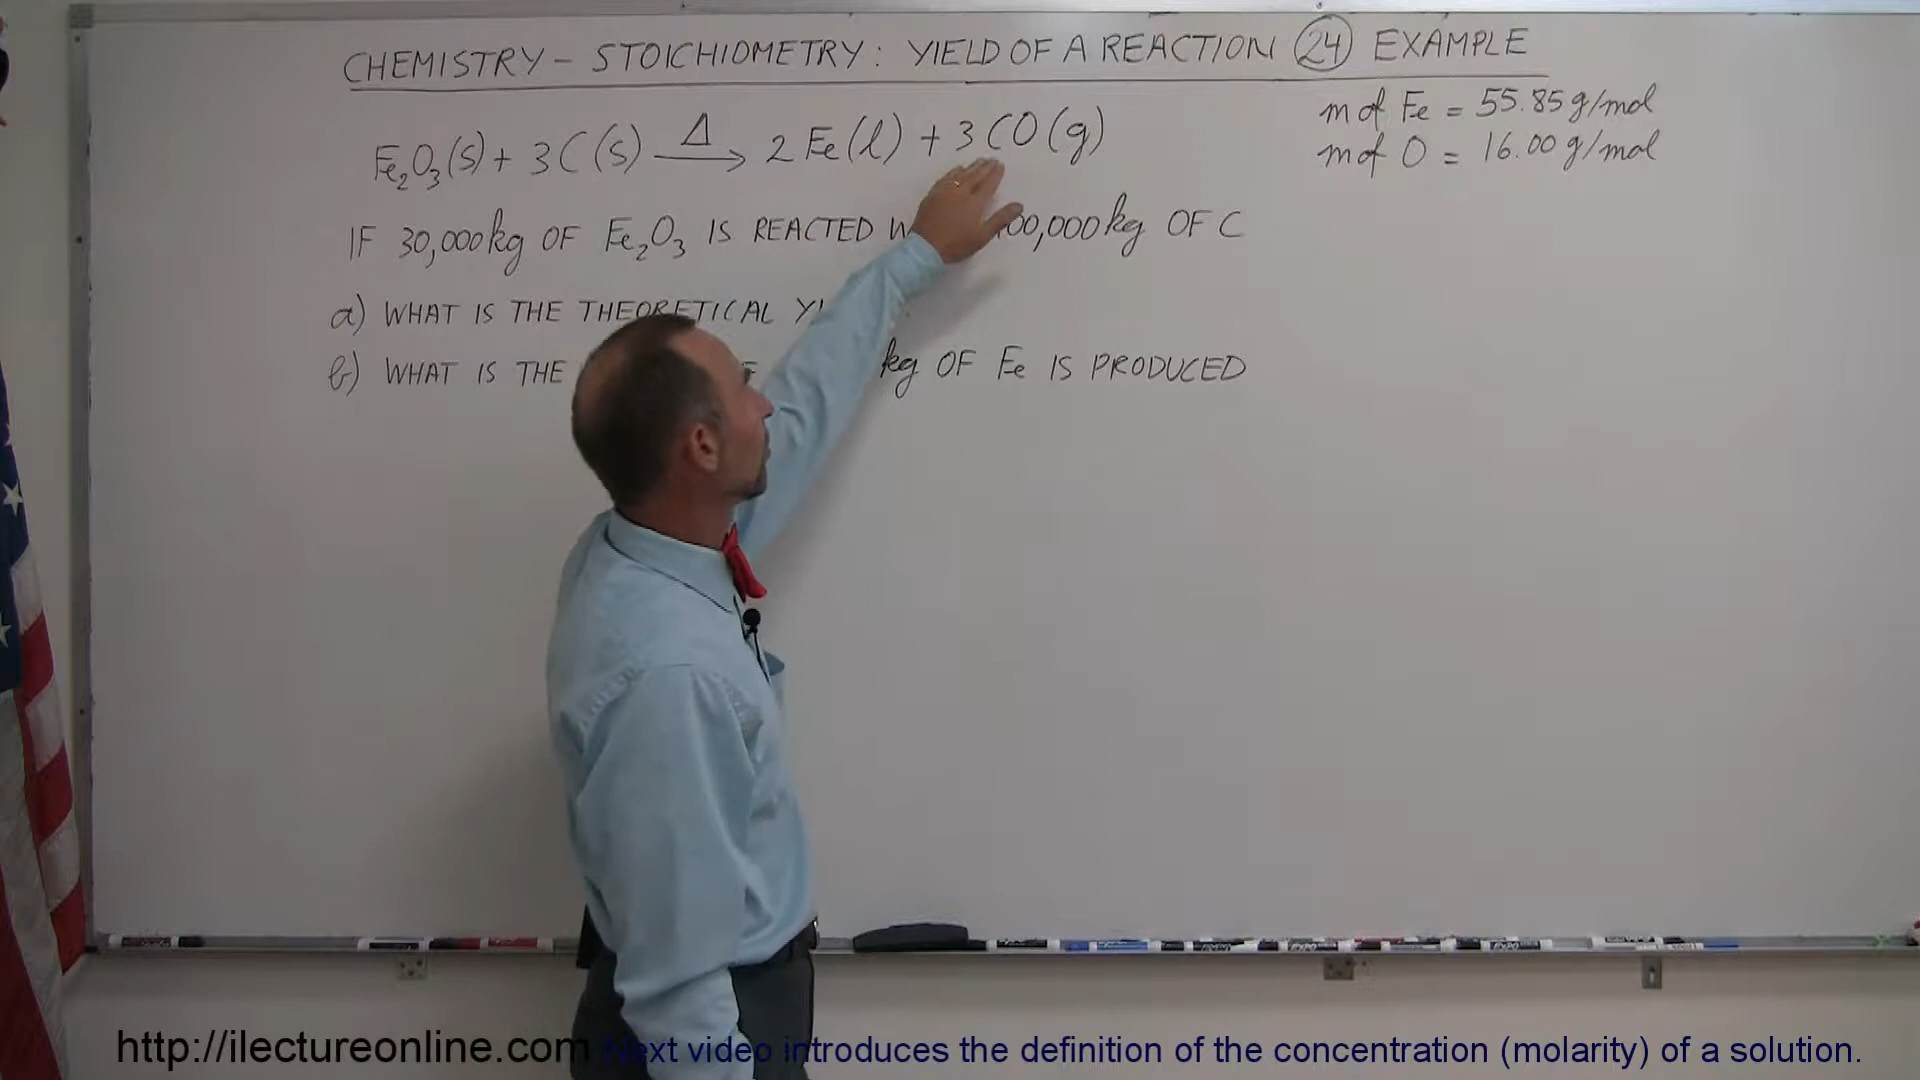 CHEMISTRY – STOICHIOMETRY: YIELD OF A REACTION 24 EXAMPLE
m of Fe = 55.85 g/mol
Fe₂O₃(s) + 3C(s) Δ→ 2Fe(l) + 3CO(g)
m of O = 16.00 g/mol
IF 30,000kg OF Fe₂O₃ IS REACTED 00,000kg OF C
a) WHAT IS THE THEORETICAL
b) WHAT IS THE kg OF Fe IS PRODUCED
http://ilectureonline.com Next video introduces the definition of the concentration (molarity) of a solution.